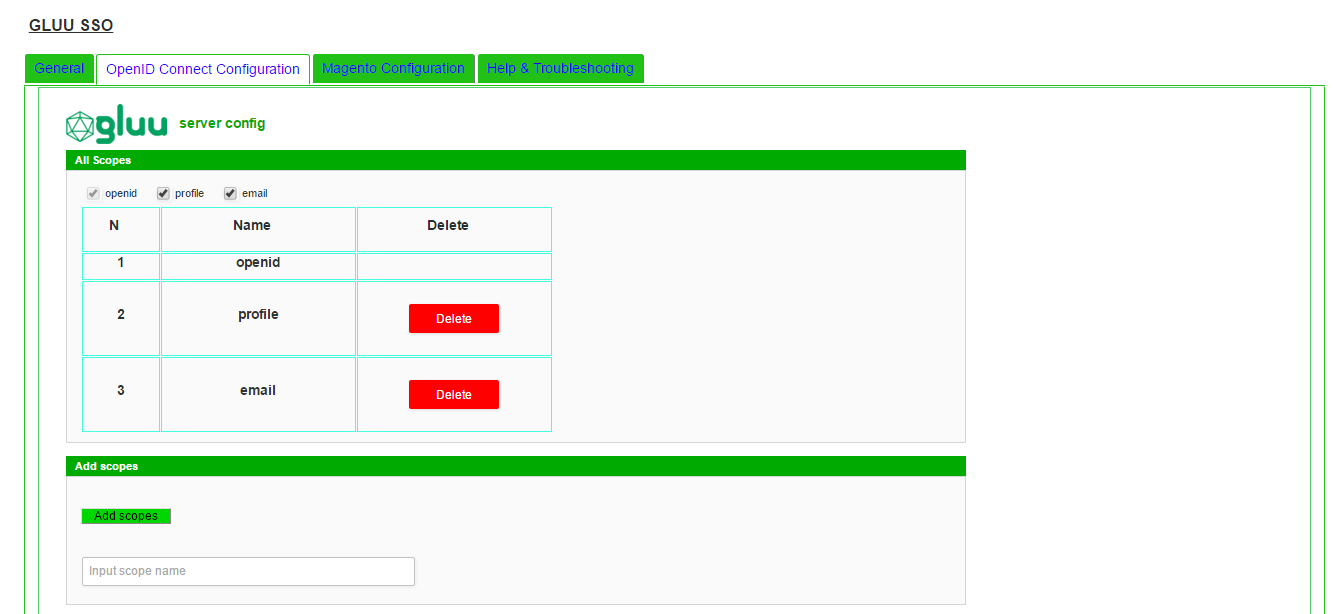 GLUU SSO
General OpenID Connect Configuration Magento Configuration Help & Troubleshooting
gluu server config
All Scopes
openid profile email
N Name Delete
1 openid
2 profile Delete
3 email Delete
Add scopes
Add scopes
Input scope name